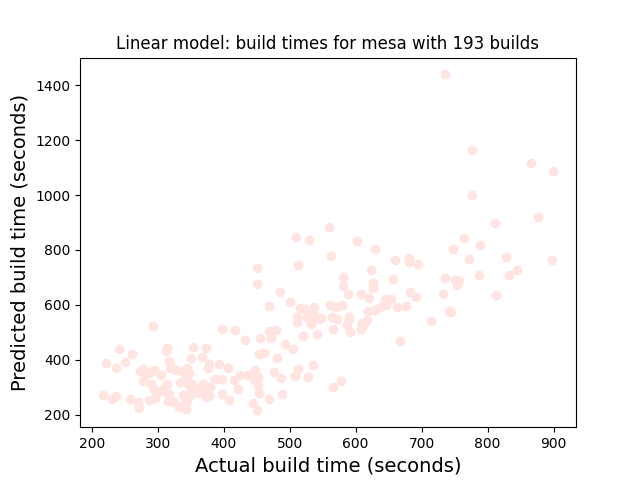 Linear model: build times for mesa with 193 builds
1400
1200
1000
800
600
400
200
Predicted build time (seconds)
200 300 400 500 600 700 800 900
Actual build time (seconds)